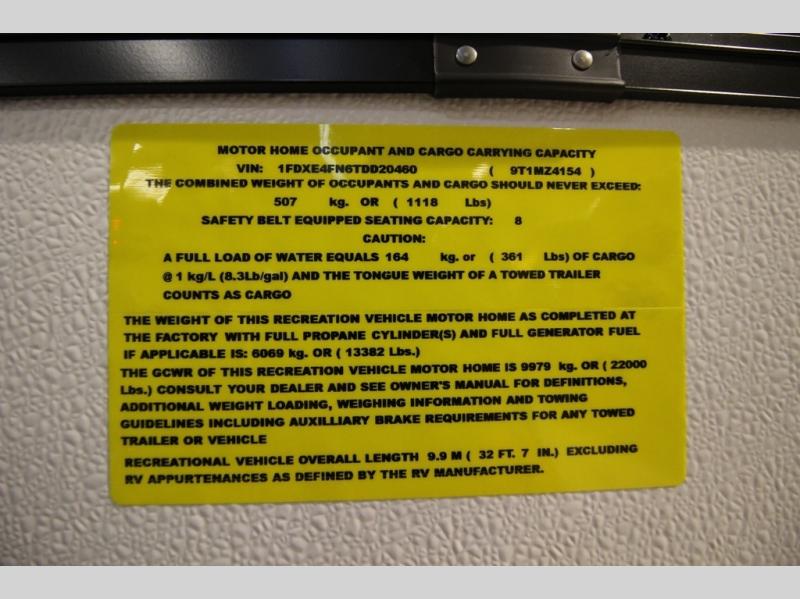 MOTOR HOME OCCUPANT AND CARGO CARRYING CAPACITY
VIN: 1FDXE4FN6TDD20460 ( 9T1MZ4154 )
THE COMBINED WEIGHT OF OCCUPANTS AND CARGO SHOULD NEVER EXCEED:
507 kg. OR ( 1118 Lbs)
SAFETY BELT EQUIPPED SEATING CAPACITY: 8
CAUTION:
A FULL LOAD OF WATER EQUALS 164 kg. or ( 361 Lbs) OF CARGO
@ 1 kg/L (8.3Lb/gal) AND THE TONGUE WEIGHT OF A TOWED TRAILER
COUNTS AS CARGO
THE WEIGHT OF THIS RECREATION VEHICLE MOTOR HOME AS COMPLETED AT
THE FACTORY WITH FULL PROPANE CYLINDER(S) AND FULL GENERATOR FUEL
IF APPLICABLE IS: 6069 kg. OR ( 13382 Lbs.)
THE GCWR OF THIS RECREATION VEHICLE MOTOR HOME IS 9979 kg. OR ( 22000
Lbs.) CONSULT YOUR DEALER AND SEE OWNER'S MANUAL FOR DEFINITIONS,
ADDITIONAL WEIGHT LOADING, WEIGHING INFORMATION AND TOWING
GUIDELINES INCLUDING AUXILLIARY BRAKE REQUIREMENTS FOR ANY TOWED
TRAILER OR VEHICLE
RECREATIONAL VEHICLE OVERALL LENGTH 9.9 M ( 32 FT. 7 IN.) EXCLUDING
RV APPURTENANCES AS DEFINED BY THE RV MANUFACTURER.